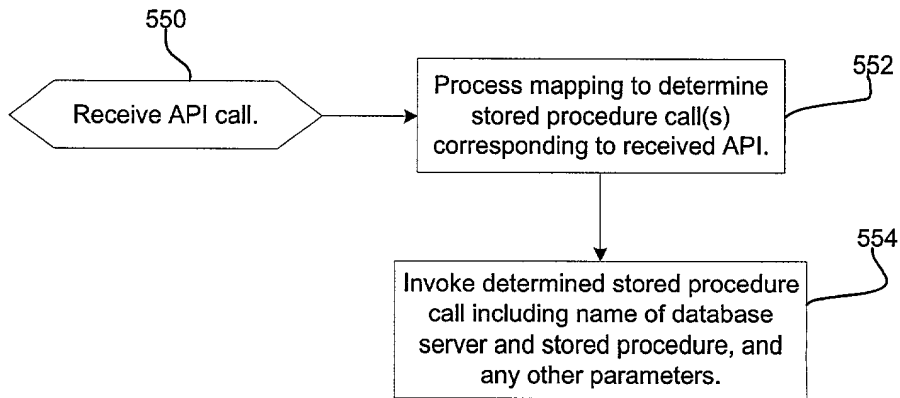 550
Receive API call.
Process mapping to determine
stored procedure call(s)
corresponding to received API.
552
Invoke determined stored procedure
call including name of database
server and stored procedure, and
any other parameters.
554